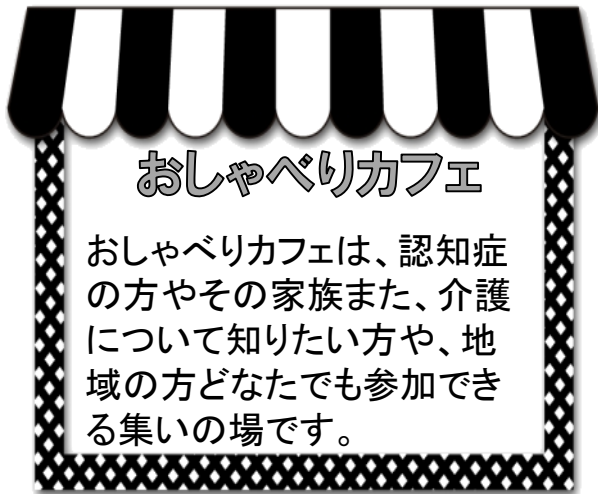 おしゃべりカフェ
おしゃべりカフェは、認知症
の方やその家族また、介護
について知りたい方や、地
域の方どなたでも参加でき
る集いの場です。